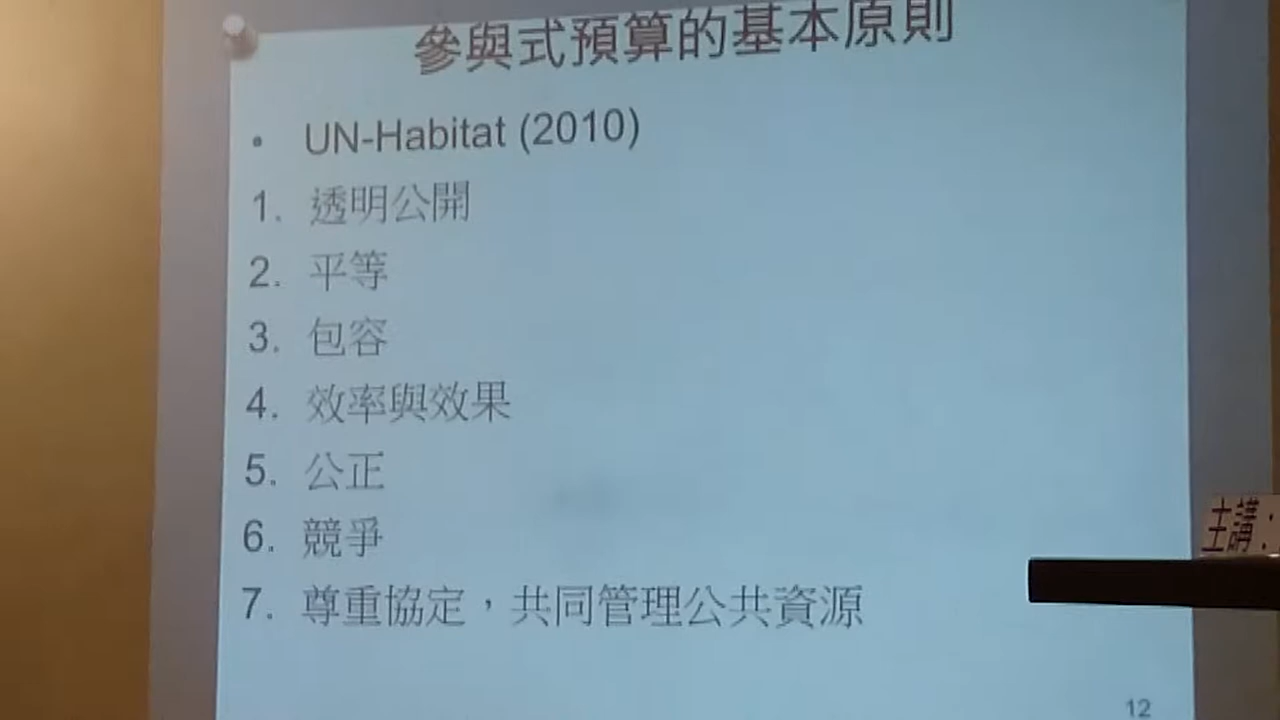 參與式預算的基本原則
• UN-Habitat (2010)
1. 透明公開
2. 平等
3. 包容
4. 效率與效果
5. 公正
6. 競爭
7. 尊重協定，共同管理公共資源
主講：
12